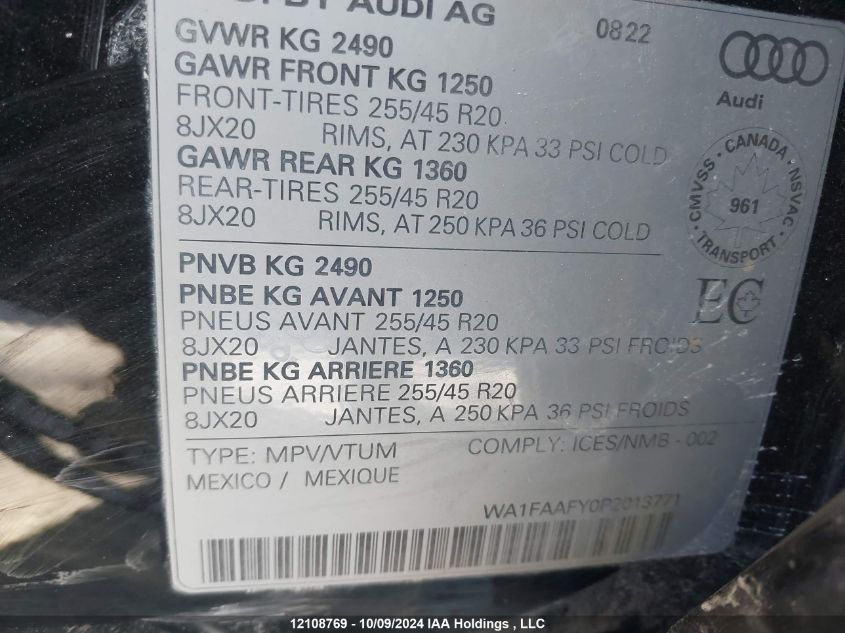 BY AUDI AG
0822
GVWR KG 2490
GAWR FRONT KG 1250
FRONT-TIRES 255/45 R20
8JX20 RIMS, AT 230 KPA 33 PSI COLD
GAWR REAR KG 1360
REAR-TIRES 255/45 R20
8JX20 RIMS, AT 250 KPA 36 PSI COLD
Audi
CMVSS · CANADA · NSVAC · TRANSPORT ·
961
PNVB KG 2490
PNBE KG AVANT 1250
PNEUS AVANT 255/45 R20
8JX20 JANTES, A 230 KPA 33 PSI FROIDS
PNBE KG ARRIERE 1360
PNEUS ARRIERE 255/45 R20
8JX20 JANTES, A 250 KPA 36 PSI FROIDS
EC
TYPE: MPV/VTUM COMPLY: ICES/NMB - 002
MEXICO / MEXIQUE
WA1FAAFY0P2013771
12108769 - 10/09/2024 IAA Holdings , LLC